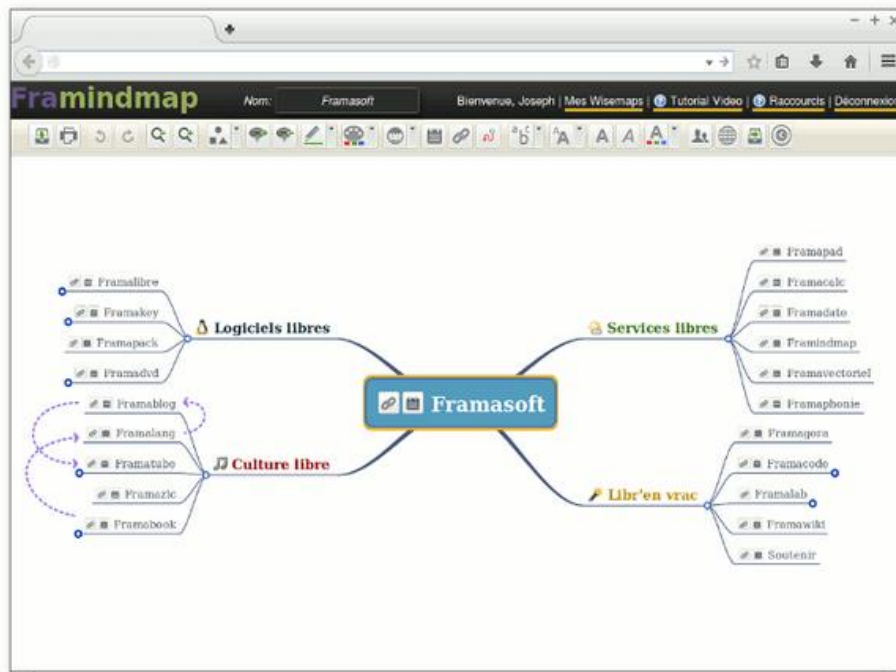 Framindmap
Nom: Framasoft
Bienvenue, Joseph | Mes Wisemaps | Tutorial Video | Raccourcis | Déconnexion
Framalibre
Framakey
Framapack
Framadvd
Logiciels libres
Framablog
Framalang
Framatube
Framazic
Framabook
Culture libre
Framasoft
Services libres
Framapad
Framacalc
Framadate
Framindmap
Framavectoriel
Framaphonie
Libr'en vrac
Framagora
Framacode
Framalab
Framawiki
Soutenir